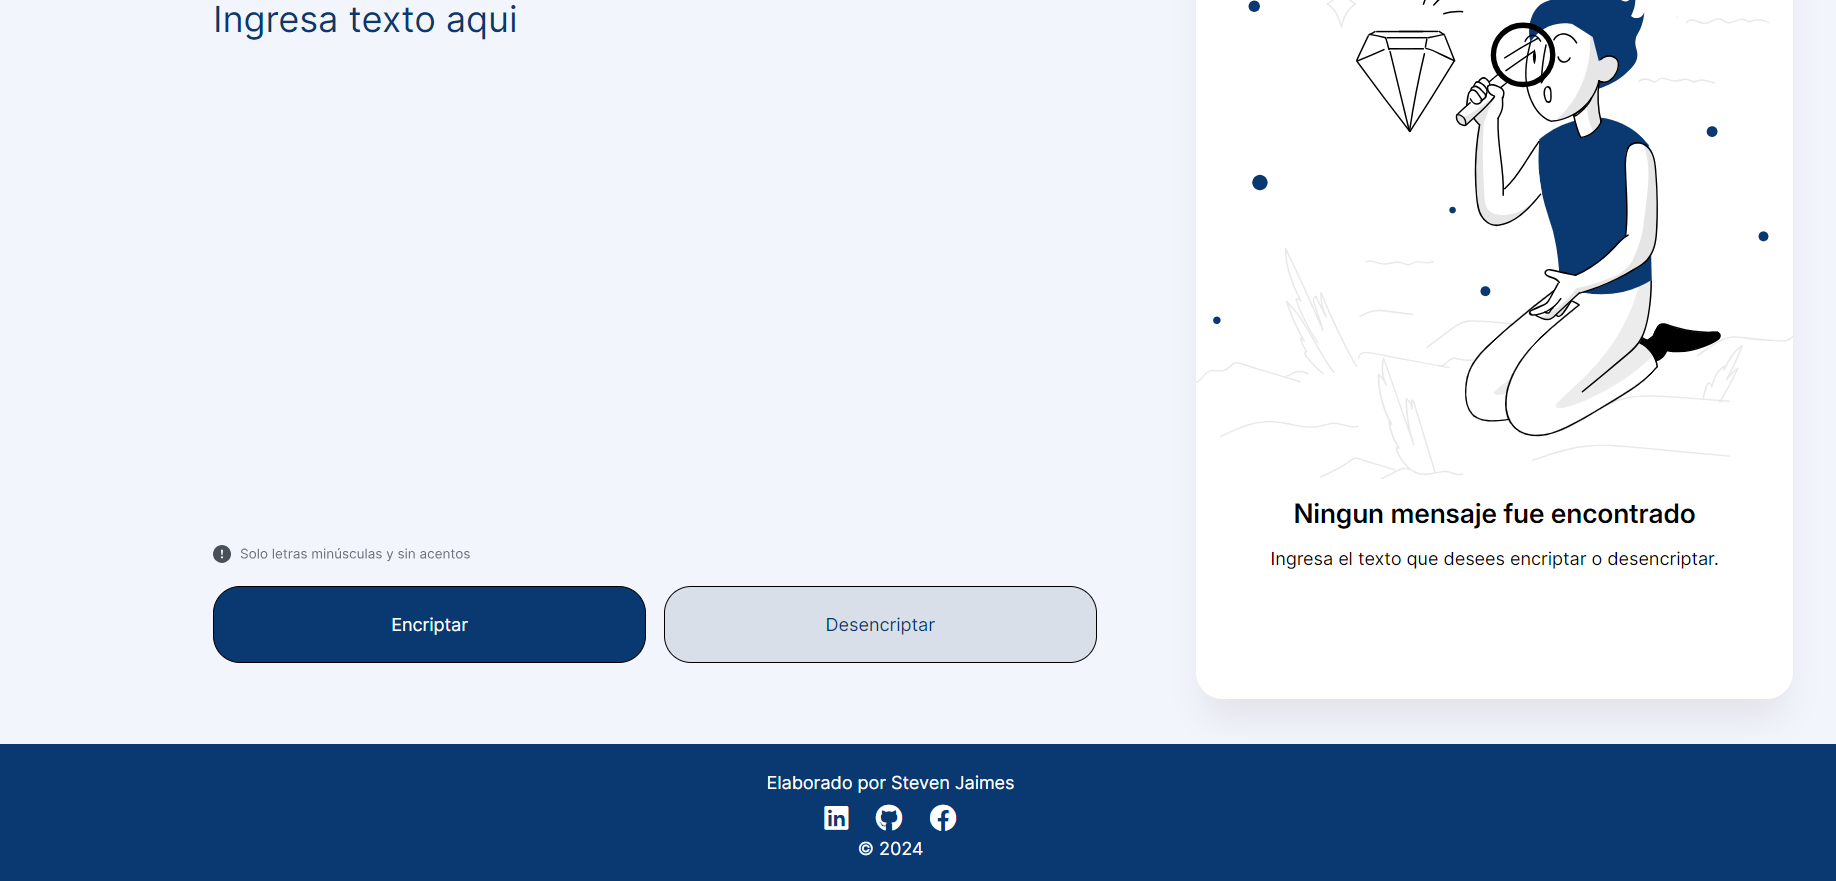 Ingresa texto aqui
Solo letras minúsculas y sin acentos
Encriptar
Desencriptar
Ningun mensaje fue encontrado
Ingresa el texto que desees encriptar o desencriptar.
Elaborado por Steven Jaimes
© 2024